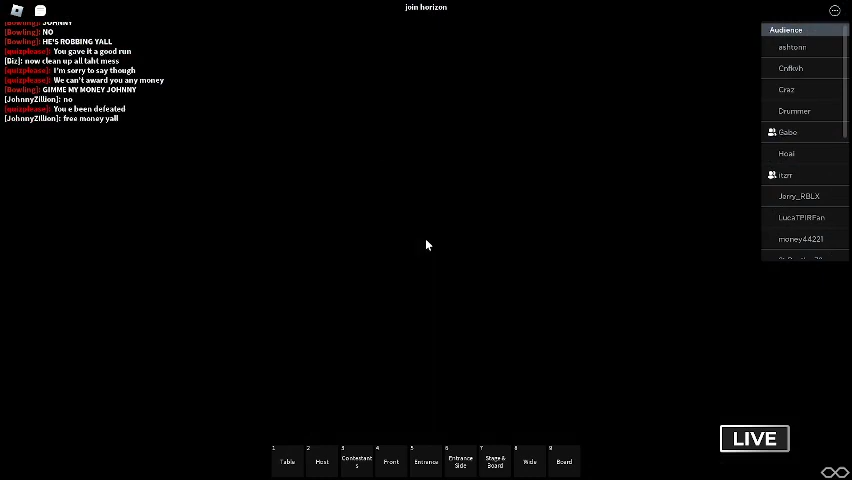 join horizon
[Bowling]: JOHNNY
[Bowling]: NO
[Bowling]: HE'S ROBBING YALL
[quizplease]: You gave it a good run
[Biz]: now clean up all taht mess
[quizplease]: I'm sorry to say though
[quizplease]: We can't award you any money
[Bowling]: GIMME MY MONEY JOHNNY
[JohnnyZillion]: no
[quizplease]: You e been defeated
[JohnnyZillion]: free money yall
Audience
ashtonn
Cnfkvh
Craz
Drummer
Gabe
Hoai
itzrr
Jerry_RBLX
LucaTPIRFan
money44221
LIVE
1 Table
2 Host
3 Contestant
s
4 Front
5 Entrance
6 Entrance
Side
7 Stage &
Board
8 Wide
9 Board